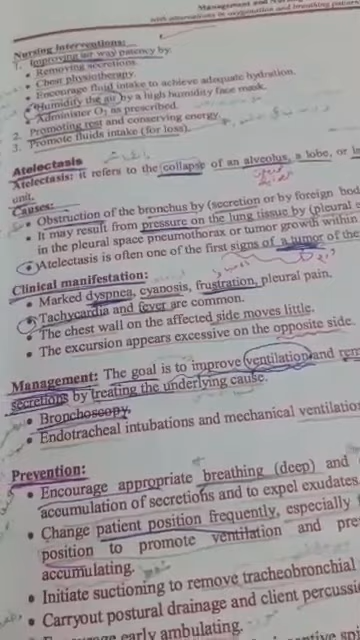 Management and
with alternations in oxygenation and breathing patient
Nursing Interventions:
1. Improving air way patency by:
• Removing secretions.
• Chest physiotherapy.
• Encourage fluid intake to achieve adequate hydration.
• Humidify the air by a high humidity face mask.
• Administer O2 as prescribed.
2. Promoting rest and conserving energy.
3. Promote fluids intake (for loss).
Atelectasis
Atelectasis: it refers to the collapse of an alveolus, a lobe, or
unit.
Causes:
• Obstruction of the bronchus by (secretion or by foreign
• It may result from pressure on the lung tissue by (pleural
in the pleural space pneumothorax or tumor growth within
• Atelectasis is often one of the first signs of a tumor of the
Clinical manifestation:
• Marked dyspnea, cyanosis, frustration, pleural pain.
• Tachycardia and fever are common.
• The chest wall on the affected side moves little.
• The excursion appears excessive on the opposite side.
Management: The goal is to improve ventilation and
secretions by treating the underlying cause.
• Bronchoscopy.
• Endotracheal intubations and mechanical
Prevention:
• Encourage appropriate breathing (deep) and
accumulation of secretions and to expel exudates.
• Change patient position frequently, especially
position to promote ventilation and
accumulating.
• Initiate suctioning to remove tracheobronchial
• Carryout postural drainage and client
early ambulating.